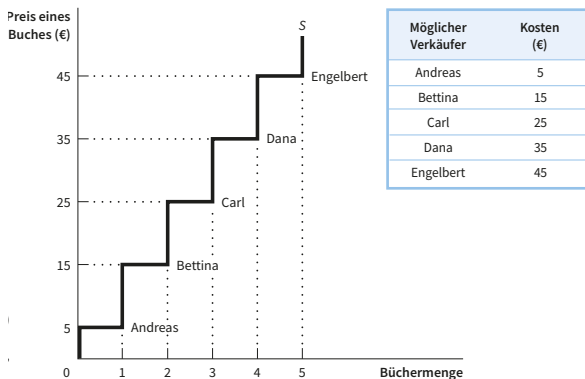 Preis eines
Buches (€)
S
45
Engelbert
35
Dana
25
Carl
15
Bettina
5
Andreas
0 1 2 3 4 5 Büchermenge
Möglicher Verkäufer Kosten (€)
Andreas 5
Bettina 15
Carl 25
Dana 35
Engelbert 45